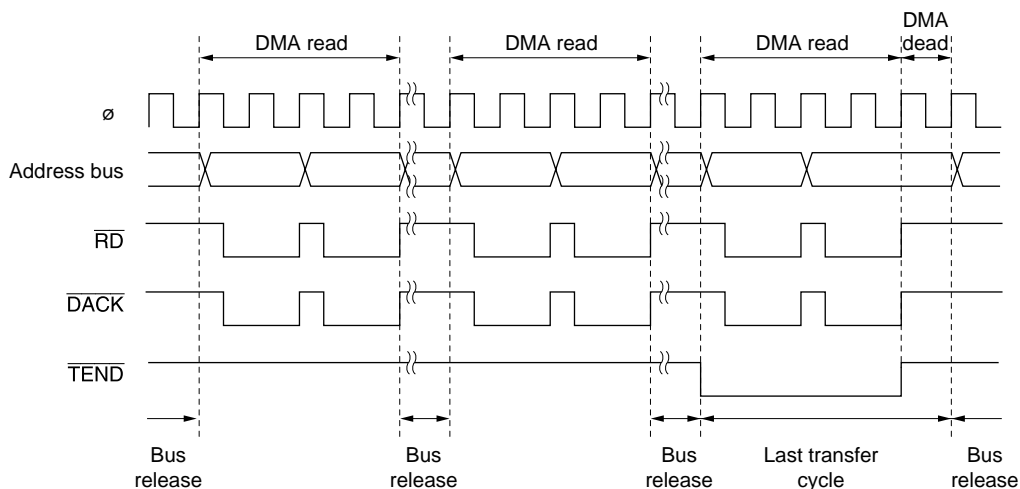 DMA
DMA read DMA read DMA read dead
ø
Address bus
RD
DACK
TEND
Bus Bus Bus Last transfer Bus
release release release cycle release